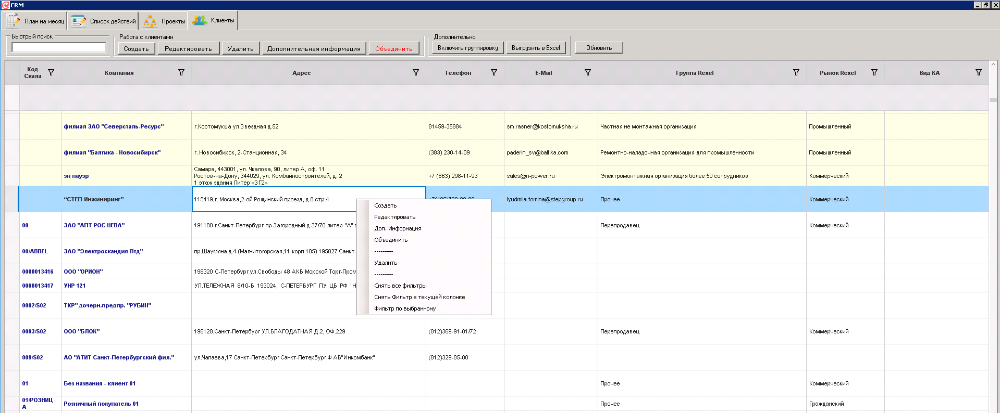 CRM
План на месяц
Список действий
Проекты
Клиенты
Быстрый поиск
Работа с клиентами
Создать
Редактировать
Удалить
Дополнительная информация
Объединить
Дополнительно
Включить группировку
Выгрузить в Excel
Обновить
Код Скала
Компания
Адрес
Телефон
E-Mail
Группа Rexel
Рынок Rexel
Вид КА
филиал ЗАО "Северсталь-Ресурс" г.Костомукша ул.Звездная д.52 81459-35884 sm.rasner@kostomuksha.ru Частная не монтажная организация Промышленный
филиал "Балтика - Новосибирск" г. Новосибирск, 2-Станционная, 34 (383) 230-14-09 paderin_sv@baltika.com Ремонтно-наладочная организация для промышленности Промышленный
Самара, 443001, ул. Чкалова, 90, литер А, оф. 11
эн пауэр Ростов-на-Дону, 344029, ул. Комбайностроителей, д. 2 +7 (863) 298-11-93 sales@n-power.ru Электромонтажная организация более 50 сотрудников Коммерческий
1 этаж здания Литер «3Г2»
“СТЕП-Инжиниринг” 115419,г. Москва,2-ой Рощинский проезд, д.8 стр.4 lyudmila.fomina@stepgroup.ru Прочее Коммерческий
00 ЗАО "АПТ РОС НЕВА" 191180 г.Санкт-Петербург пр.Загородный д.37/70 литер "А" Перепродавец Коммерческий
00/ABBEL ЗАО "Электроскандия Лтд" пр.Шаумяна д.4 (Магнитогорская,11 корп.105) 195027 Санкт-
0000013416 ООО "ОРИОН" 198320 С-Петербург ул.Свободы 48 АКБ Морской Торг-Пром
0000013417 УНР 121 УЛ.ТЕЛЕЖНАЯ 8/10-Б 193024, С-ПЕТЕРБУРГ ПУ ЦБ РФ "Н
0002/S02 ТКР" дочерн.предпр. "РУБИН"
0003/S02 ООО "БЛОК" 196128,Санкт-Петербург УЛ.БЛАГОДАТНАЯ Д.2, ОФ.229 (812)369-91-01/72 Перепродавец Коммерческий
009/S02 АО "АТИТ Санкт-Петербургский фил." ул.Чапаева,17 Санкт-Петербург Санкт-Петербург Ф АБ"Инкомбанк" (812)329-85-00
01 Без названия - клиент 01 Прочее Коммерческий
01/РОЗНИЦ
А Розничный покупатель 01 Прочее Гражданский
Создать
Редактировать
Доп. Информация
Объединить
---------
Удалить
---------
Снять все фильтры
Снять Фильтр в текущей колонке
Фильтр по выбранному